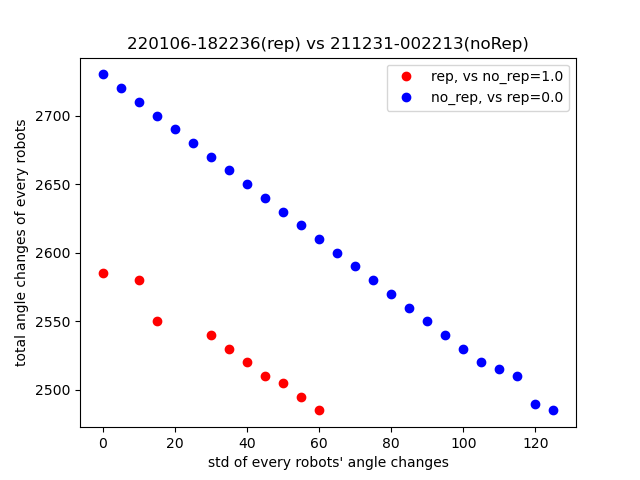 220106-182236(rep) vs 211231-002213(noRep)
rep, vs no_rep=1.0
no_rep, vs rep=0.0
total angle changes of every robots
2700
2650
2600
2550
2500
0 20 40 60 80 100 120
std of every robots' angle changes